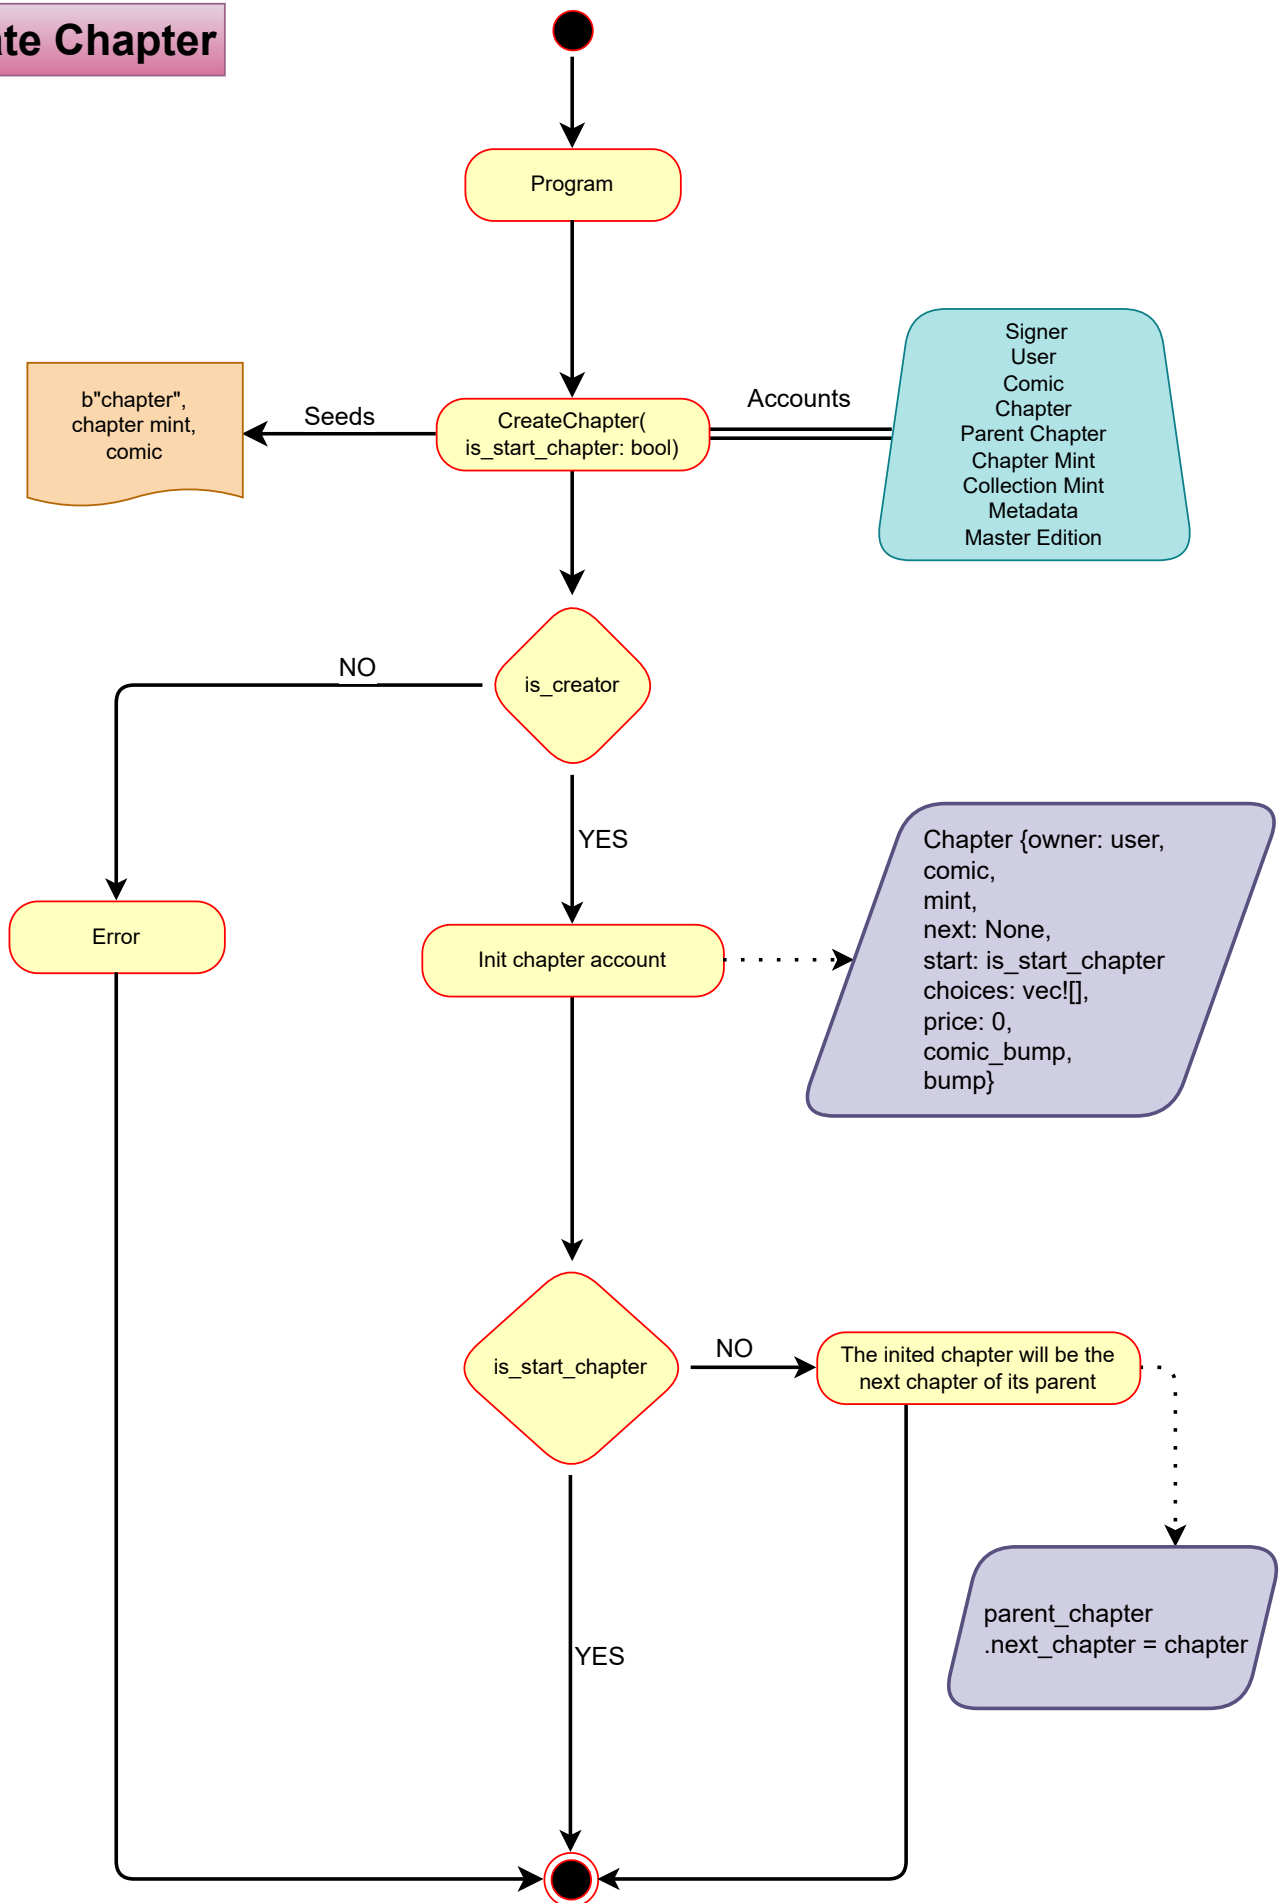 te Chapter
Program
b"chapter",
chapter mint,
comic
Seeds
CreateChapter(
is_start_chapter: bool)
Accounts
Signer
User
Comic
Chapter
Parent Chapter
Chapter Mint
Collection Mint
Metadata
Master Edition
NO
is_creator
YES
Error
Init chapter account
Chapter {owner: user,
comic,
mint,
next: None,
start: is_start_chapter
choices: vec![],
price: 0,
comic_bump,
bump}
is_start_chapter
NO
The inited chapter will be the
next chapter of its parent
YES
parent_chapter
.next_chapter = chapter